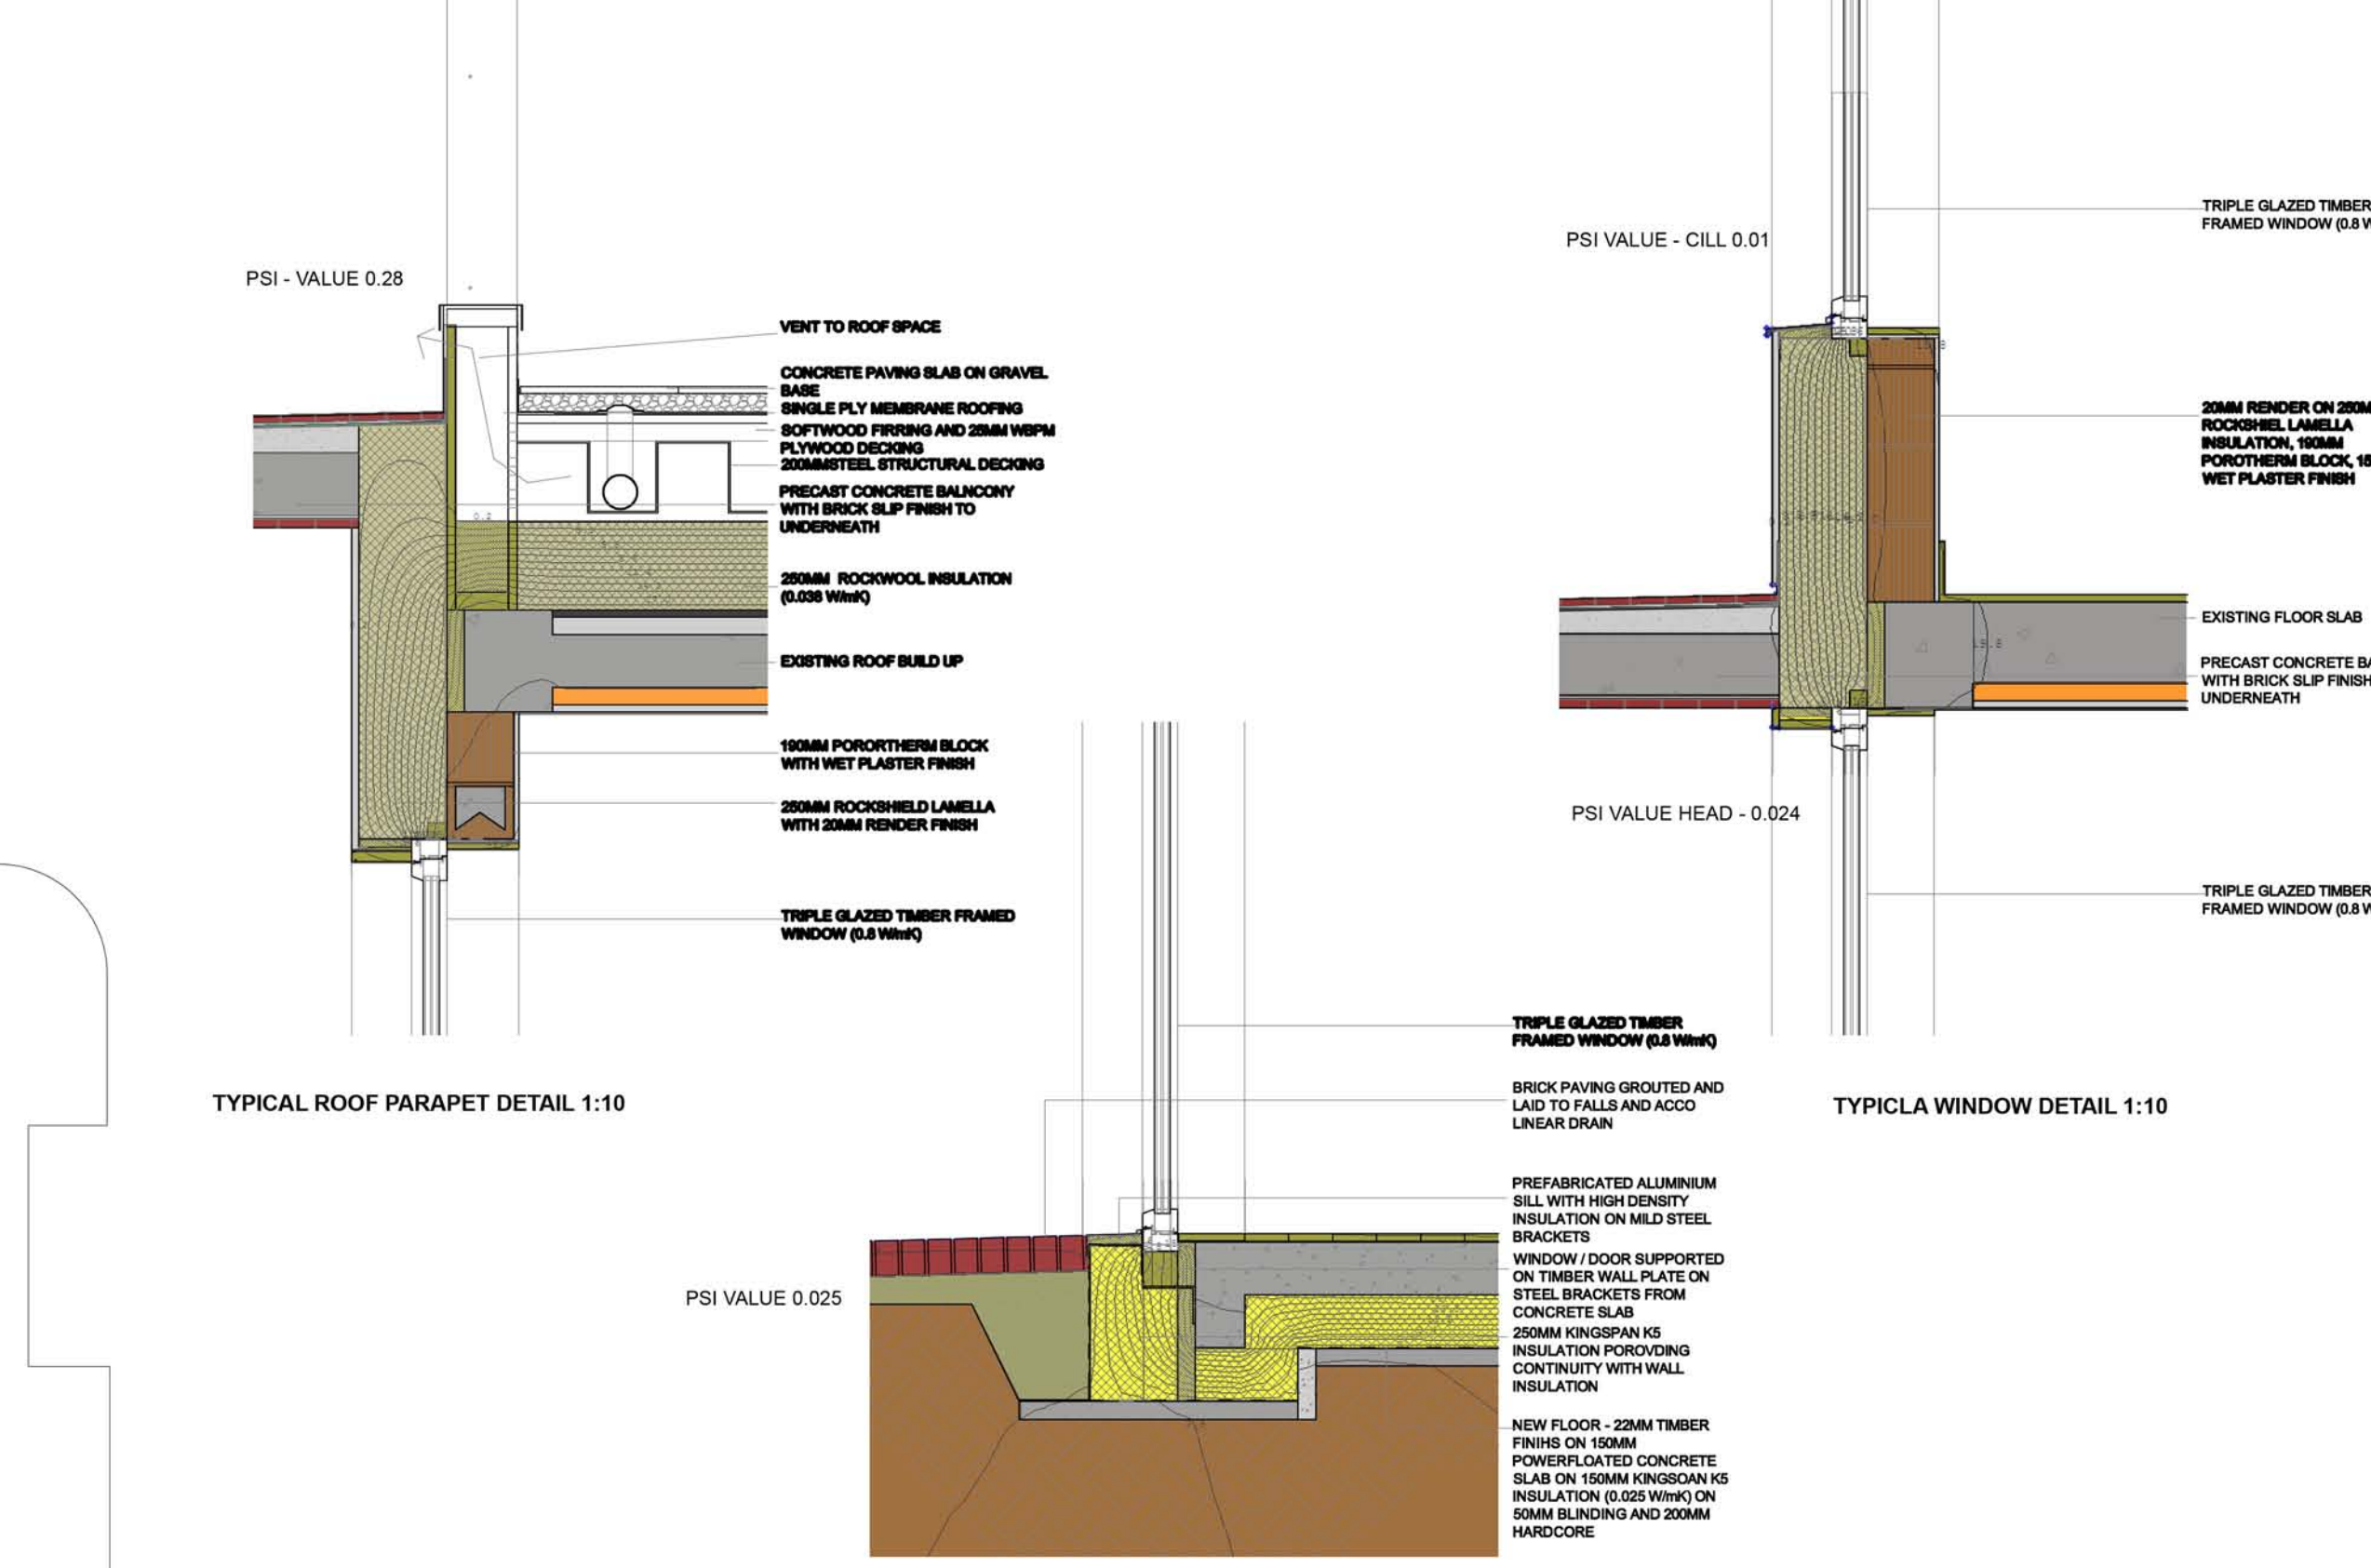 PSI - VALUE 0.28
VENT TO ROOF SPACE
CONCRETE PAVING SLAB ON GRAVEL
BASE
SINGLE PLY MEMBRANE ROOFING
SOFTWOOD FIRRING AND 25MM WBPM
PLYWOOD DECKING
200MMSTEEL STRUCTURAL DECKING
PRECAST CONCRETE BALNCONY
WITH BRICK SLIP FINISH TO
UNDERNEATH
250MM ROCKWOOL INSULATION
(0.038 W/mK)
EXISTING ROOF BUILD UP
190MM PORORTHERM BLOCK
WITH WET PLASTER FINISH
250MM ROCKSHIELD LAMELLA
WITH 20MM RENDER FINISH
TRIPLE GLAZED TIMBER FRAMED
WINDOW (0.8 W/mK)
TYPICAL ROOF PARAPET DETAIL 1:10
PSI VALUE - CILL 0.01
TRIPLE GLAZED TIMBER
FRAMED WINDOW (0.8 W
20MM RENDER ON 250M
ROCKSHIEL LAMELLA
INSULATION, 190MM
POROTHERM BLOCK, 15
WET PLASTER FINISH
EXISTING FLOOR SLAB
PRECAST CONCRETE BA
WITH BRICK SLIP FINISH
UNDERNEATH
PSI VALUE HEAD - 0.024
TRIPLE GLAZED TIMBER
FRAMED WINDOW (0.8 W
TYPICLA WINDOW DETAIL 1:10
TRIPLE GLAZED TIMBER
FRAMED WINDOW (0.8 W/mK)
BRICK PAVING GROUTED AND
LAID TO FALLS AND ACCO
LINEAR DRAIN
PREFABRICATED ALUMINIUM
SILL WITH HIGH DENSITY
INSULATION ON MILD STEEL
BRACKETS
WINDOW / DOOR SUPPORTED
ON TIMBER WALL PLATE ON
STEEL BRACKETS FROM
CONCRETE SLAB
250MM KINGSPAN K5
INSULATION POROVDING
CONTINUITY WITH WALL
INSULATION
NEW FLOOR - 22MM TIMBER
FINIHS ON 150MM
POWERFLOATED CONCRETE
SLAB ON 150MM KINGSOAN K5
INSULATION (0.025 W/mK) ON
50MM BLINDING AND 200MM
HARDCORE
PSI VALUE 0.025